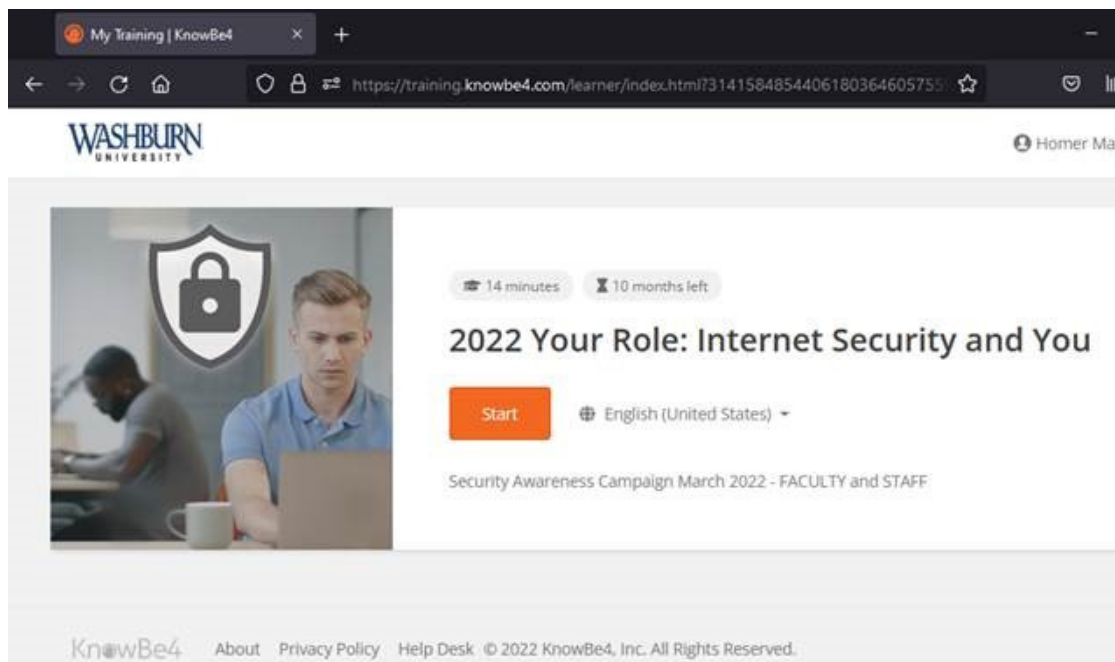 My Training | KnowBe4
https://training.knowbe4.com/learner/index.html?3141584854406180364605755
WASHBURN
UNIVERSITY
Homer Ma
14 minutes
10 months left
2022 Your Role: Internet Security and You
Start
English (United States)
Security Awareness Campaign March 2022 - FACULTY and STAFF
KnowBe4 About Privacy Policy Help Desk © 2022 KnowBe4, Inc. All Rights Reserved.